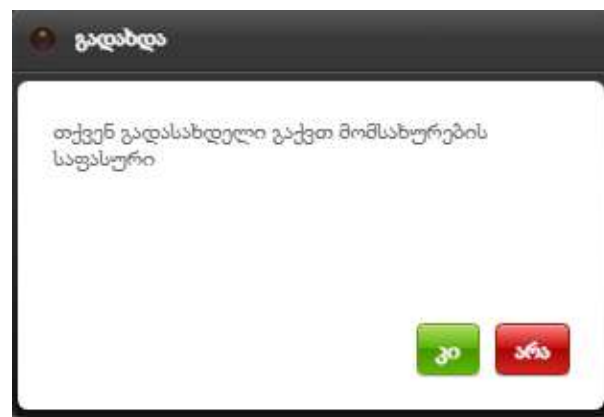 გადახდა
თქვენ გადასახდელი გაქვთ მომსახურების
საფასური
კი
არა